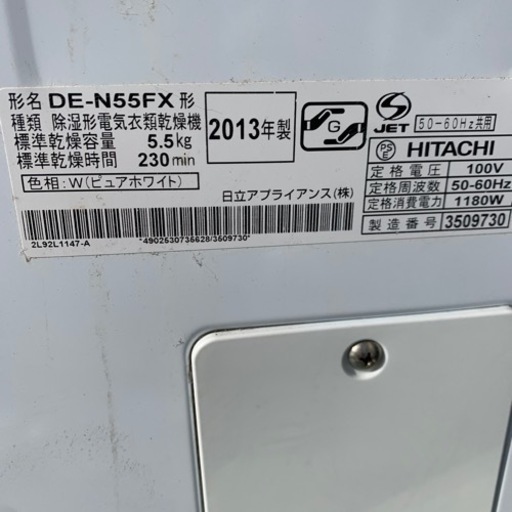 形名 DE-N55FX 形
種類 除湿形電気衣類乾燥機
標準乾燥容量 5.5kg
標準乾燥時間 230min
色相:W(ピュアホワイト)
2013年製
G
JET
50-60Hz共用
PS
E
HITACHI
定格電圧 100V
定格周波数 50-60Hz
定格消費電力 1180W
製造番号 3509730
日立アプライアンス(株)
2L92L1147-A
*4902530736628/3509730*